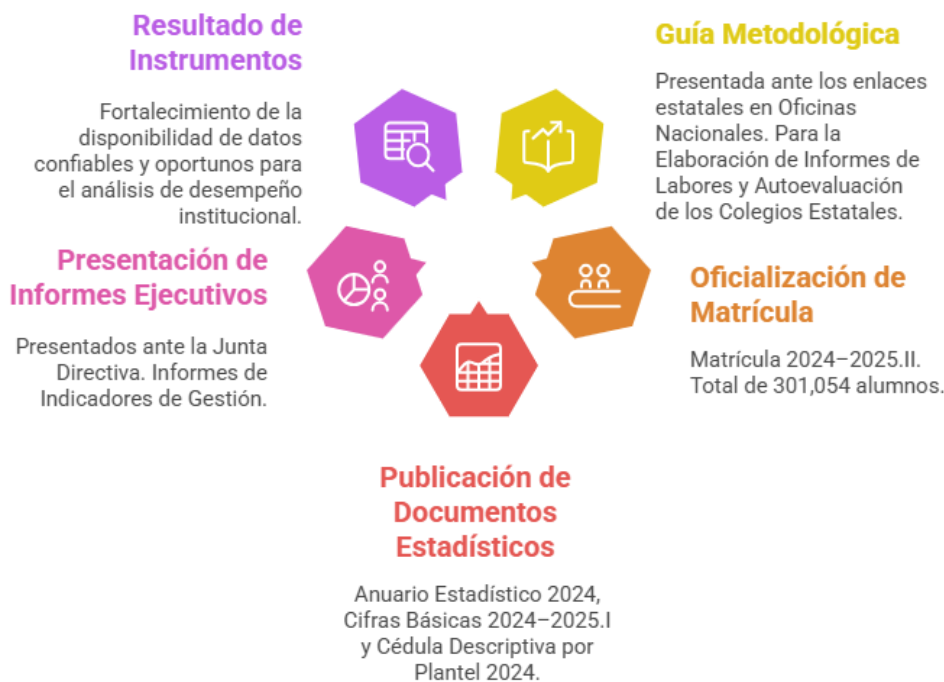 Resultado de
Instrumentos
Fortalecimiento de la
disponibilidad de datos
confiables y oportunos para
el análisis de desempeño
institucional.
Guía Metodológica
Presentada ante los enlaces
estatales en Oficinas
Nacionales. Para la
Elaboración de Informes de
Labores y Autoevaluación
de los Colegios Estatales.
Presentación de
Informes Ejecutivos
Presentados ante la Junta
Directiva. Informes de
Indicadores de Gestión.
Oficialización de
Matrícula
Matrícula 2024–2025.II.
Total de 301,054 alumnos.
Publicación de
Documentos
Estadísticos
Anuario Estadístico 2024,
Cifras Básicas 2024–2025.I
y Cédula Descriptiva por
Plantel 2024.